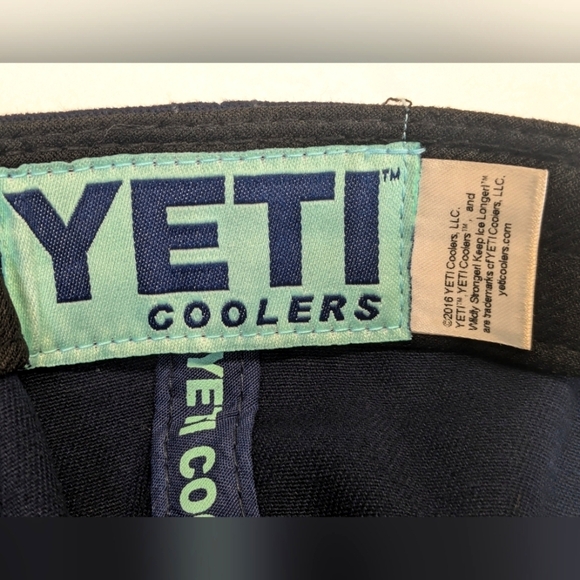 YETI™
COOLERS
©2016 YETI Coolers, LLC.
YETI™, YETI Coolers™, and
Wildly Stronger! Keep Ice Longer!™
are trademarks of YETI Coolers, LLC.
yeticoolers.com
YETI COO